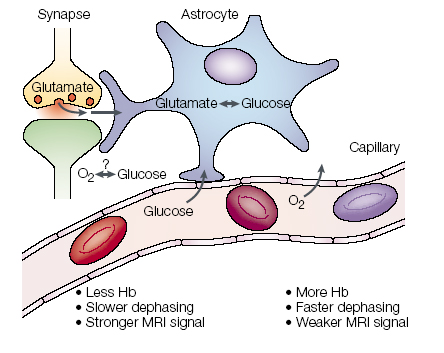 Synapse
Astrocyte
Glutamate
Glutamate Glucose
Capillary
?
O2 Glucose
Glucose
O2
• Less Hb
• Slower dephasing
• Stronger MRI signal
• More Hb
• Faster dephasing
• Weaker MRI signal